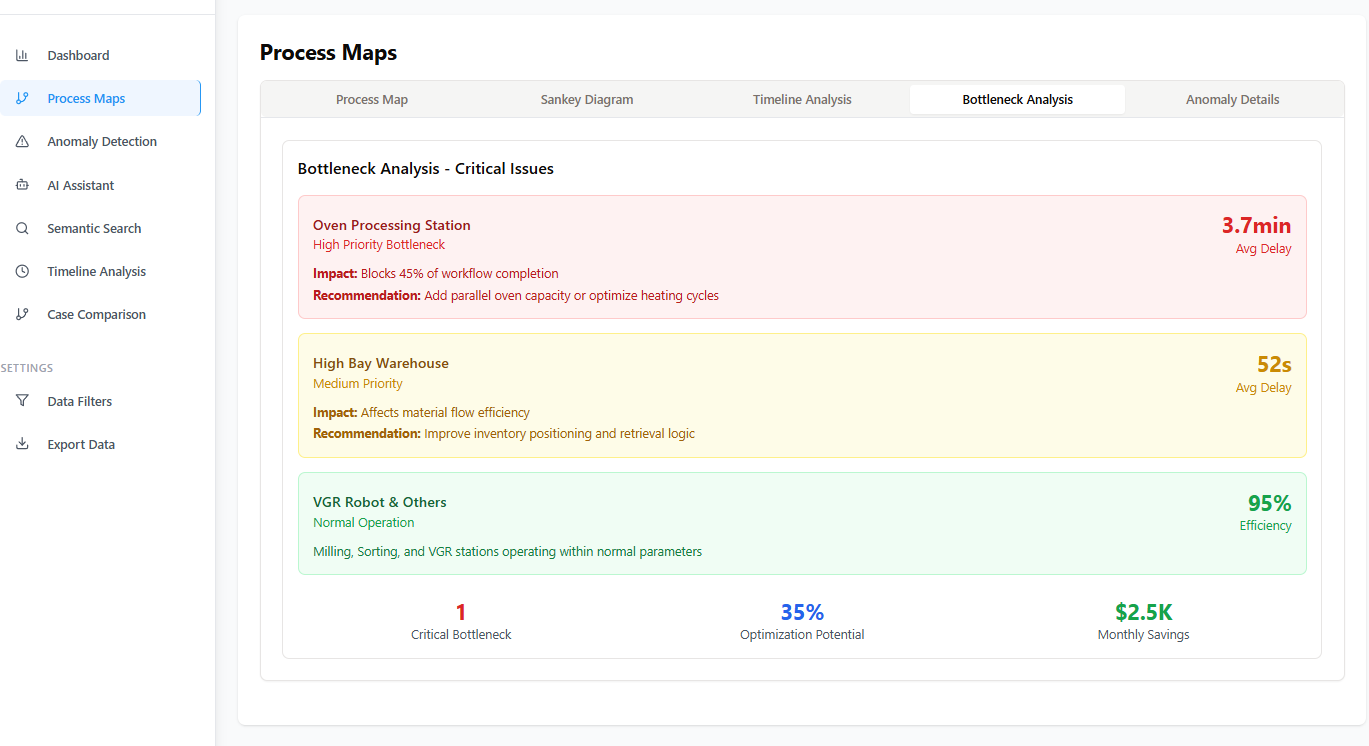 Dashboard
Process Maps
Anomaly Detection
AI Assistant
Semantic Search
Timeline Analysis
Case Comparison
SETTINGS
Data Filters
Export Data
Process Maps
Process Map
Sankey Diagram
Timeline Analysis
Bottleneck Analysis
Anomaly Details
Bottleneck Analysis - Critical Issues
Oven Processing Station
High Priority Bottleneck
3.7min
Avg Delay
Impact: Blocks 45% of workflow completion
Recommendation: Add parallel oven capacity or optimize heating cycles
High Bay Warehouse
Medium Priority
52s
Avg Delay
Impact: Affects material flow efficiency
Recommendation: Improve inventory positioning and retrieval logic
VGR Robot & Others
Normal Operation
95%
Efficiency
Milling, Sorting, and VGR stations operating within normal parameters
1
Critical Bottleneck
35%
Optimization Potential
$2.5K
Monthly Savings